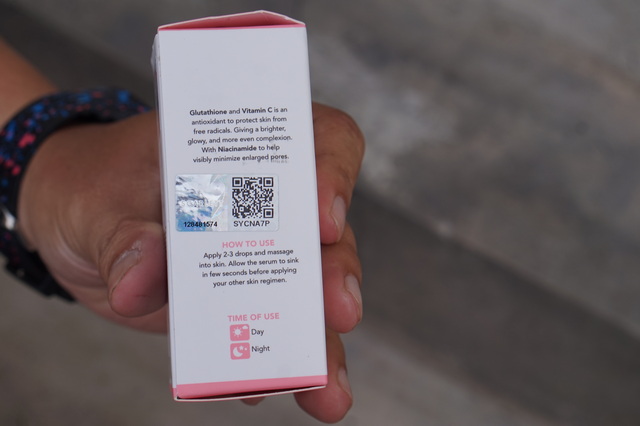 Glutathione and Vitamin C is an
antioxidant to protect skin from
free radicals. Giving a brighter,
glowy, and more even complexion.
With Niacinamide to help
visibly minimize enlarged pores.
SYCNA7P
HOW TO USE
Apply 2-3 drops and massage
into skin. Allow the serum to sink
in few seconds before applying
your other skin regimen.
TIME OF USE
Day
Night